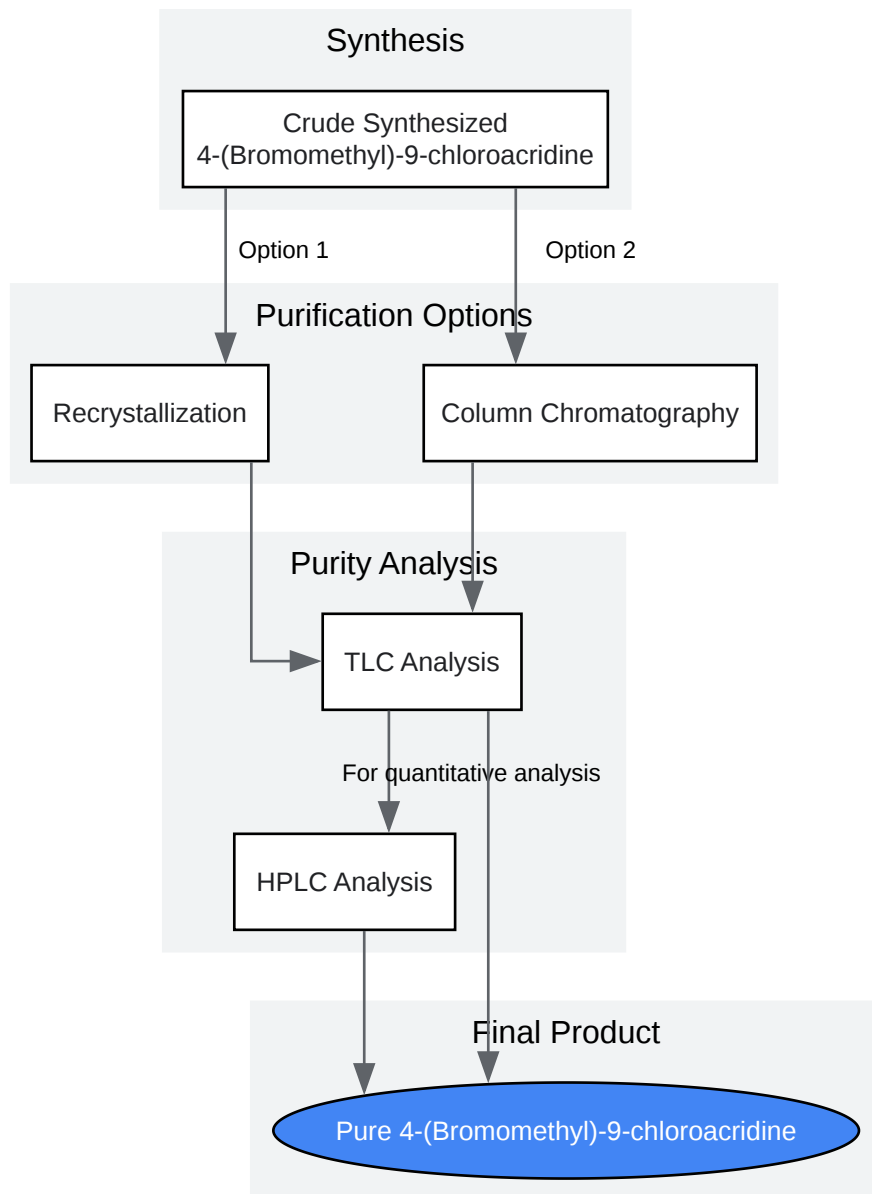 Synthesis
Crude Synthesized
4-(Bromomethyl)-9-chloroacridine
Option 1
Option 2
Purification Options
Recrystallization
Column Chromatography
Purity Analysis
TLC Analysis
For quantitative analysis
HPLC Analysis
Final Product
Pure 4-(Bromomethyl)-9-chloroacridine